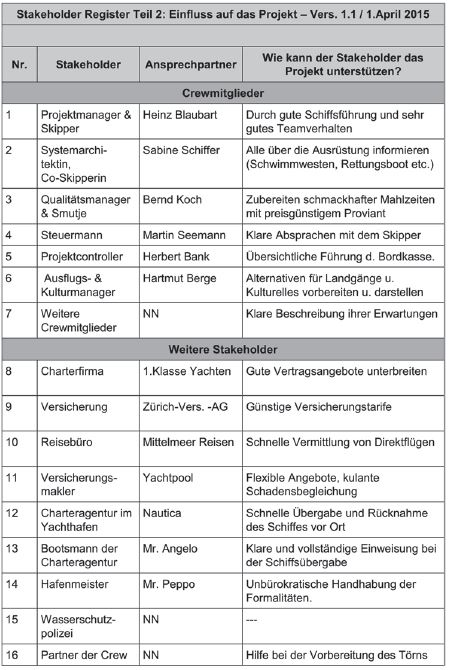 Stakeholder Register Teil 2: Einfluss auf das Projekt – Vers. 1.1 / 1.April 2015
Nr. Stakeholder Ansprechpartner Wie kann der Stakeholder das
Projekt unterstützen?
Crewmitglieder
1 Projektmanager & Heinz Blaubart Durch gute Schiffsführung und sehr
Skipper gutes Teamverhalten
2 Systemarchi- Sabine Schiffer Alle über die Ausrüstung informieren
tektin, (Schwimmwesten, Rettungsboot etc.)
Co-Skipperin
3 Qualitätsmanager Bernd Koch Zubereiten schmackhafter Mahlzeiten
& Smutje mit preisgünstigem Proviant
4 Steuermann Martin Seemann Klare Absprachen mit dem Skipper
5 Projektcontroller Herbert Bank Übersichtliche Führung d. Bordkasse.
6 Ausflugs- & Hartmut Berge Alternativen für Landgänge u.
Kulturmanager Kulturelles vorbereiten u. darstellen
7 Weitere NN Klare Beschreibung ihrer Erwartungen
Crewmitglieder
Weitere Stakeholder
8 Charterfirma 1.Klasse Yachten Gute Vertragsangebote unterbreiten
9 Versicherung Zürich-Vers. -AG Günstige Versicherungstarife
10 Reisebüro Mittelmeer Reisen Schnelle Vermittlung von Direktflügen
11 Versicherungs- Yachtpool Flexible Angebote, kulante
makler Schadensbegleichung
12 Charteragentur im Nautica Schnelle Übergabe und Rücknahme
Yachthafen des Schiffes vor Ort
13 Bootsmann der Mr. Angelo Klare und vollständige Einweisung bei
Charteragentur der Schiffsübergabe
14 Hafenmeister Mr. Peppo Unbürokratische Handhabung der
Formalitäten.
15 Wasserschutz- NN ---
polizei
16 Partner der Crew NN Hilfe bei der Vorbereitung des Törns